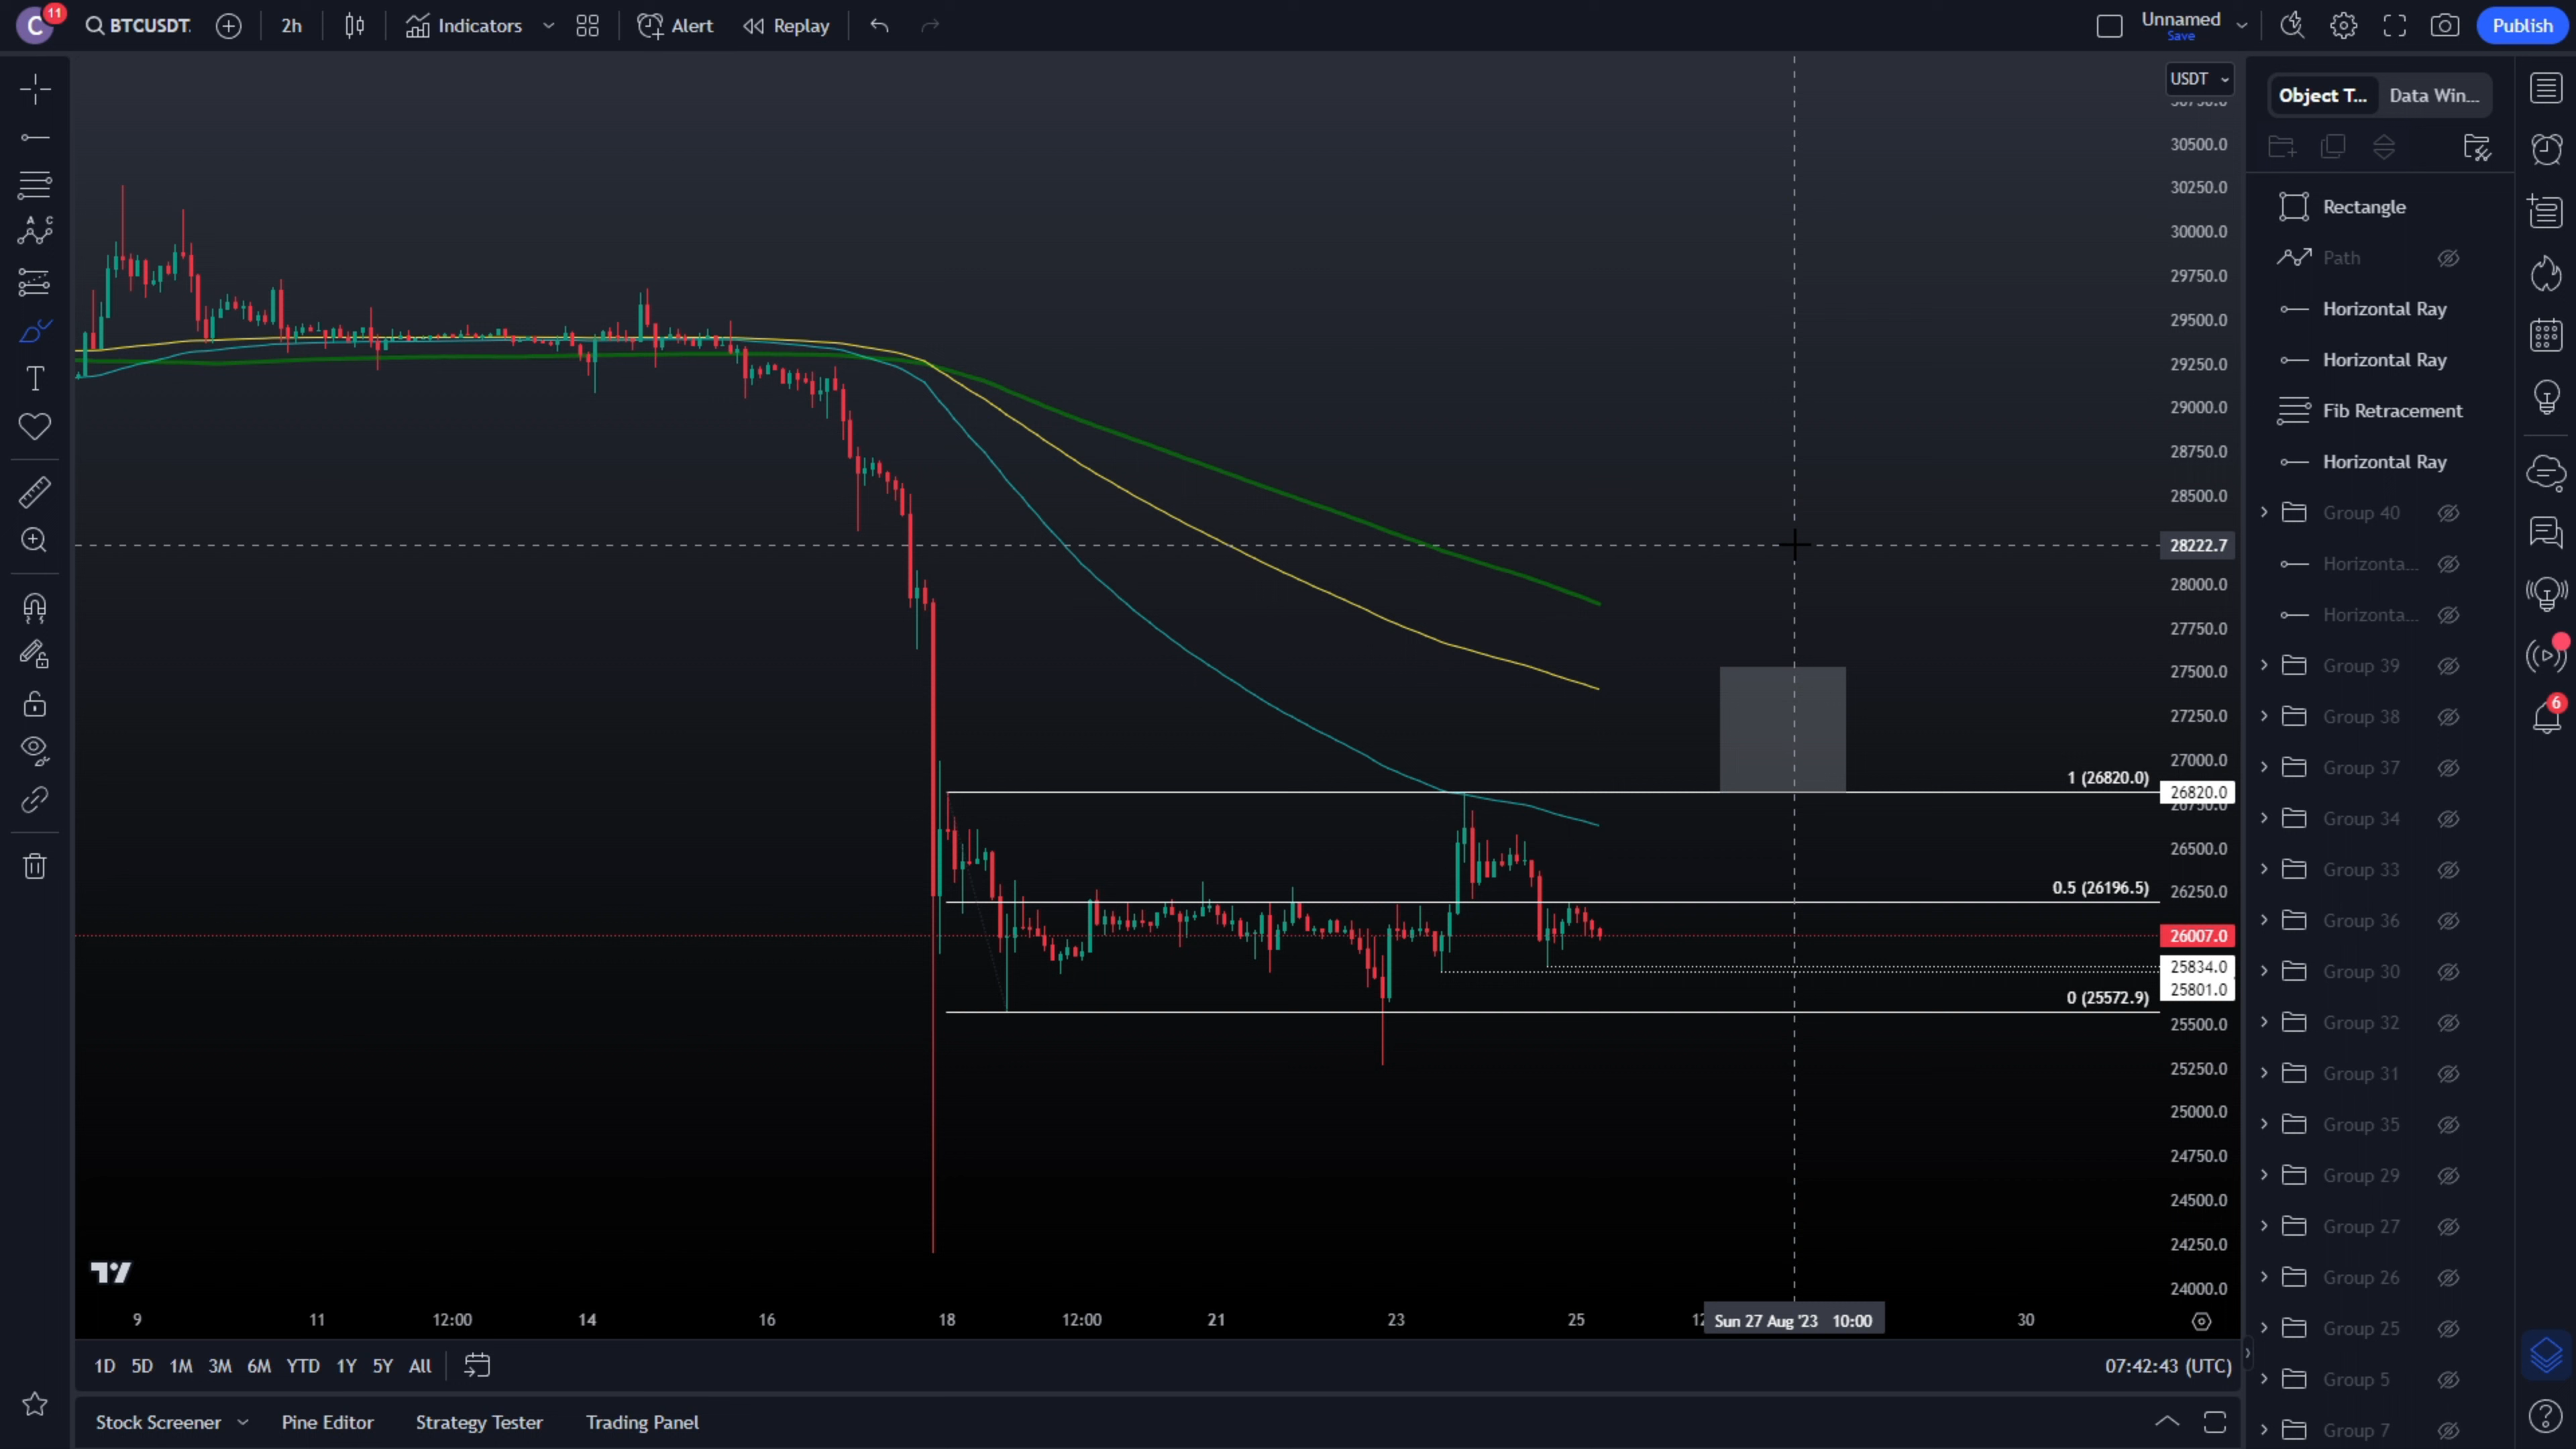 C
11
BTCUSDT.
2h
Indicators
Alert
Replay
Unnamed
Save
Publish
USDT
30500.0
30250.0
30000.0
29750.0
29500.0
29250.0
29000.0
28750.0
28500.0
28222.7
28000.0
27750.0
27500.0
27250.0
27000.0
1 (26820.0)
26820.0
26500.0
0.5 (26196.5)
26250.0
26007.0
25834.0
25801.0
0 (25572.9)
25500.0
25250.0
25000.0
24750.0
24500.0
24250.0
24000.0
9
11
12:00
14
16
18
12:00
21
23
25
Sun 27 Aug '23 10:00
30
1D
5D
1M
3M
6M
YTD
1Y
5Y
All
07:42:43 (UTC)
Stock Screener
Pine Editor
Strategy Tester
Trading Panel
Object T...
Data Win...
Rectangle
Path
Horizontal Ray
Horizontal Ray
Fib Retracement
Horizontal Ray
Group 40
Horizonta...
Horizonta...
Group 39
Group 38
Group 37
Group 34
Group 33
Group 36
Group 30
Group 32
Group 31
Group 35
Group 29
Group 27
Group 26
Group 25
Group 5
Group 7
6